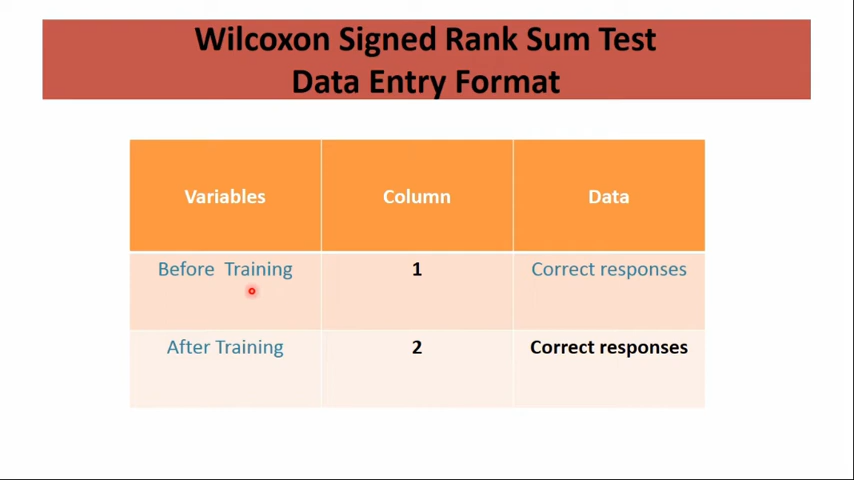 Wilcoxon Signed Rank Sum Test
Data Entry Format
Variables Column Data
Before Training 1 Correct responses
After Training 2 Correct responses